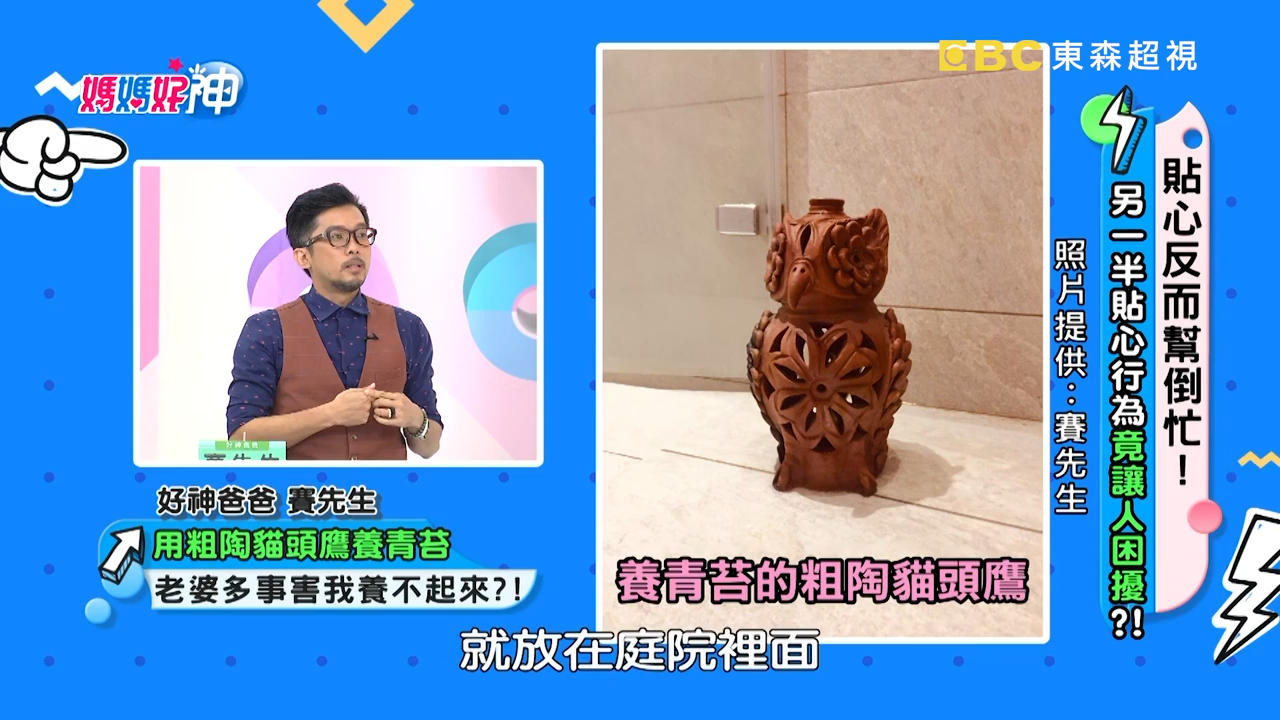 媽媽好神
EBC東森超視
貼心反而幫倒忙!
另一半貼心行為竟讓人困擾?!
照片提供:賽先生
好神爸爸
好神爸爸 賽先生
用粗陶貓頭鷹養青苔
老婆多事害我養不起來?!
養青苔的粗陶貓頭鷹
就放在庭院裡面